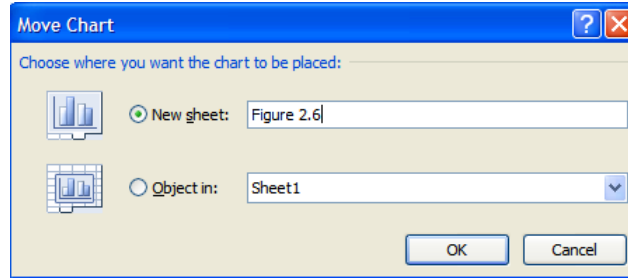 Move Chart
Choose where you want the chart to be placed:
New sheet: Figure 2.6
Object in: Sheet1
OK Cancel